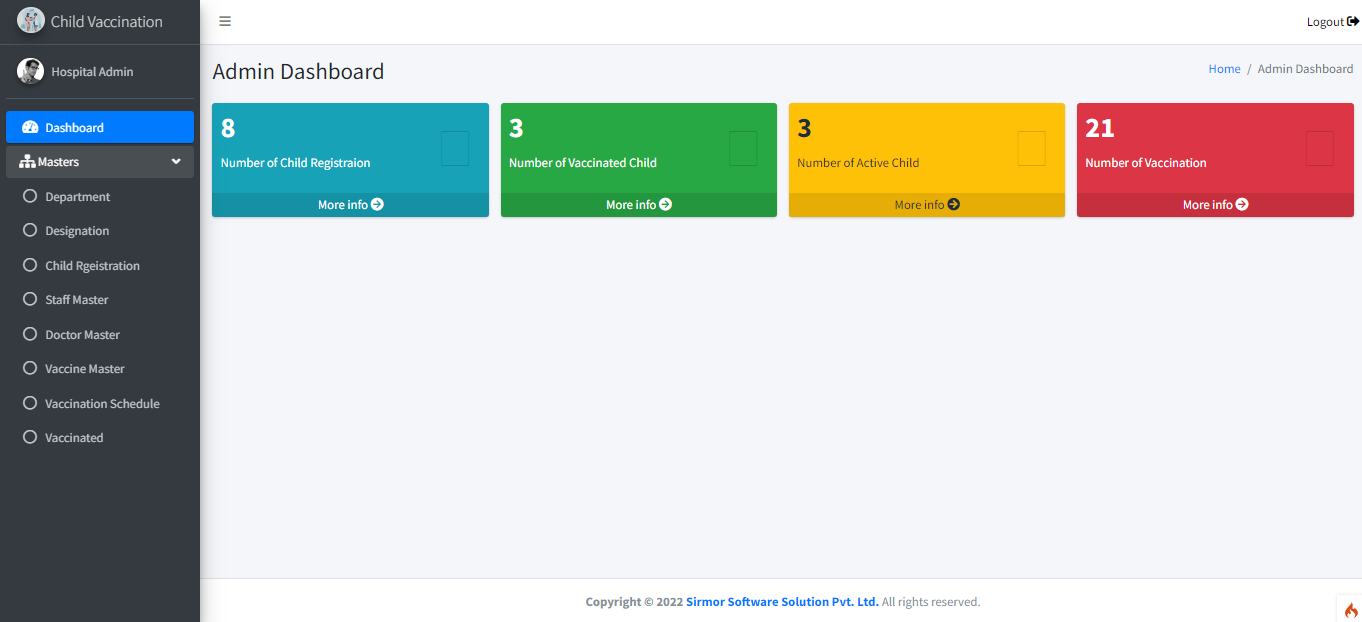 Child Vaccination
Logout
Hospital Admin
Admin Dashboard
Home / Admin Dashboard
Dashboard
Masters
Department
Designation
Child Rgeistration
Staff Master
Doctor Master
Vaccine Master
Vaccination Schedule
Vaccinated
8
Number of Child Registraion
More info
3
Number of Vaccinated Child
More info
3
Number of Active Child
More info
21
Number of Vaccination
More info
Copyright © 2022 Sirmor Software Solution Pvt. Ltd. All rights reserved.